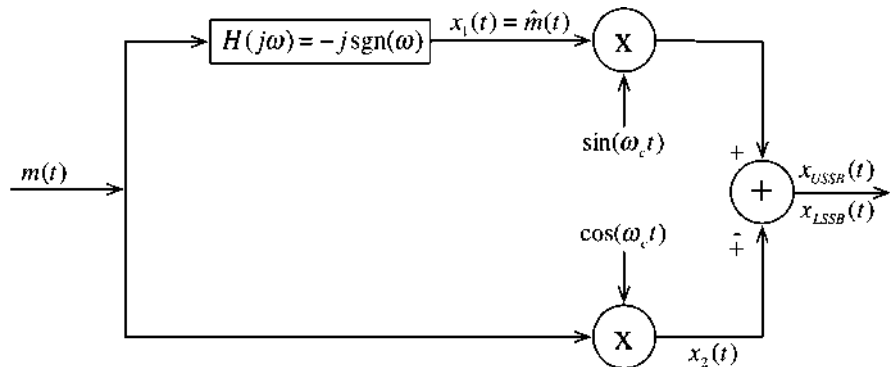 H(jω) = −j sgn(ω)
x₁(t) = m̂(t)
X
sin(ω_c t)
m(t)
+
+
x_USSB(t)
x_LSSB(t)
cos(ω_c t)
-
+
X
x₂(t)